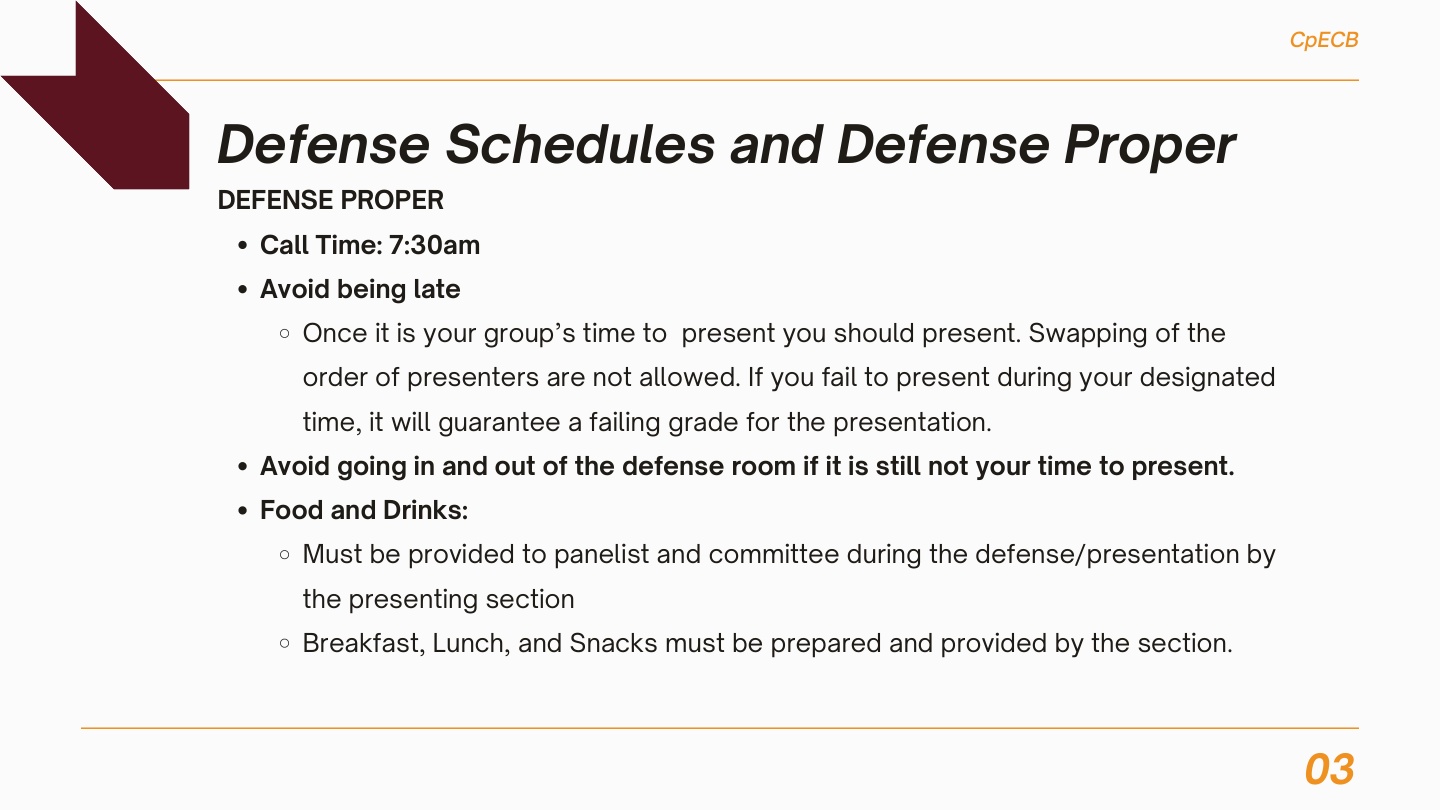 CpECB
Defense Schedules and Defense Proper
DEFENSE PROPER
• Call Time: 7:30am
• Avoid being late
◦ Once it is your group’s time to  present you should present. Swapping of the
order of presenters are not allowed. If you fail to present during your designated
time, it will guarantee a failing grade for the presentation.
• Avoid going in and out of the defense room if it is still not your time to present.
• Food and Drinks:
◦ Must be provided to panelist and committee during the defense/presentation by
the presenting section
◦ Breakfast, Lunch, and Snacks must be prepared and provided by the section.
03